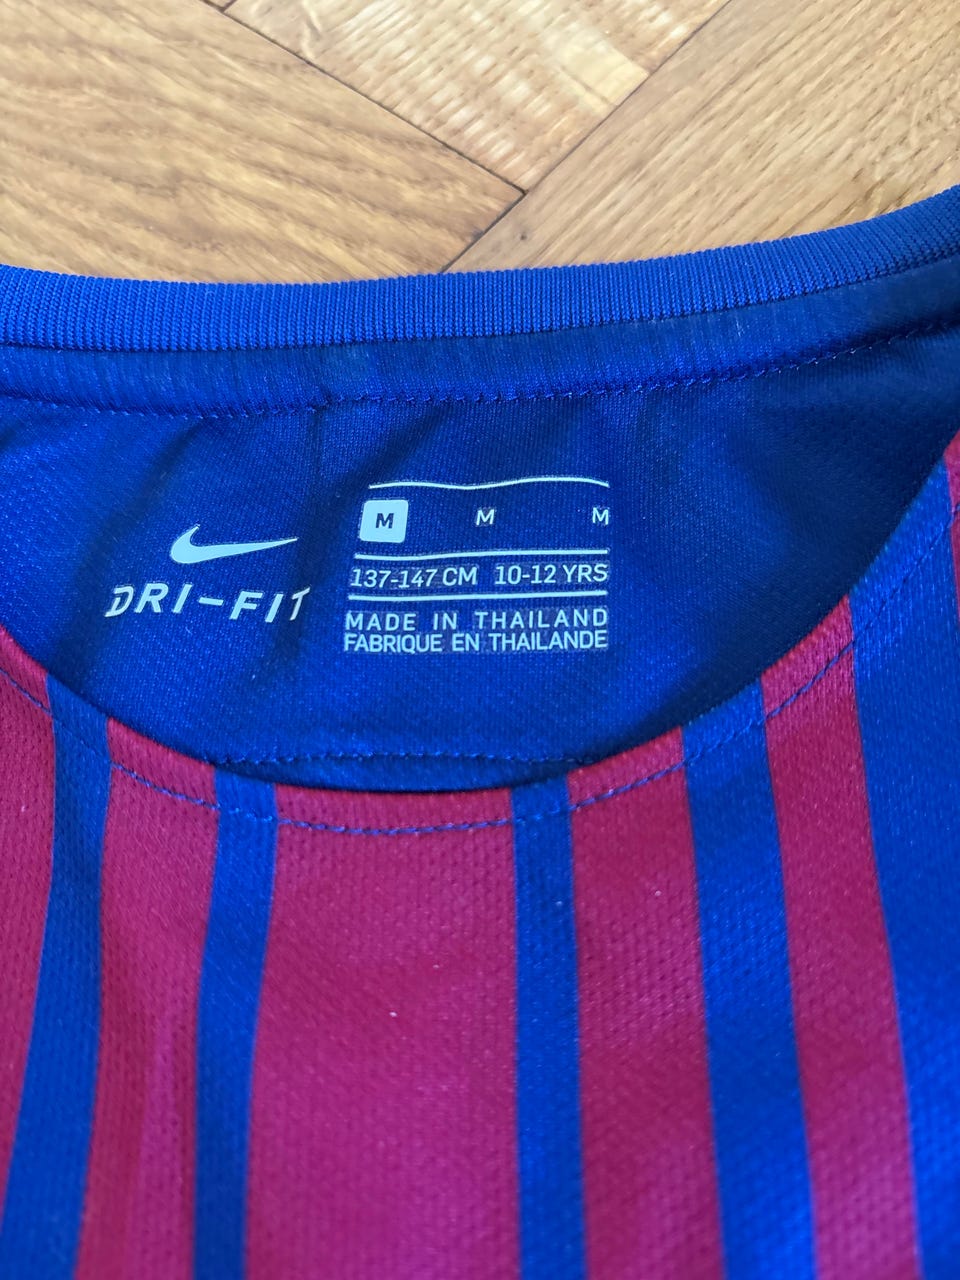 DRI-FIT
M M M
137-147 CM 10-12 YRS
MADE IN THAILAND
FABRIQUE EN THAILANDE